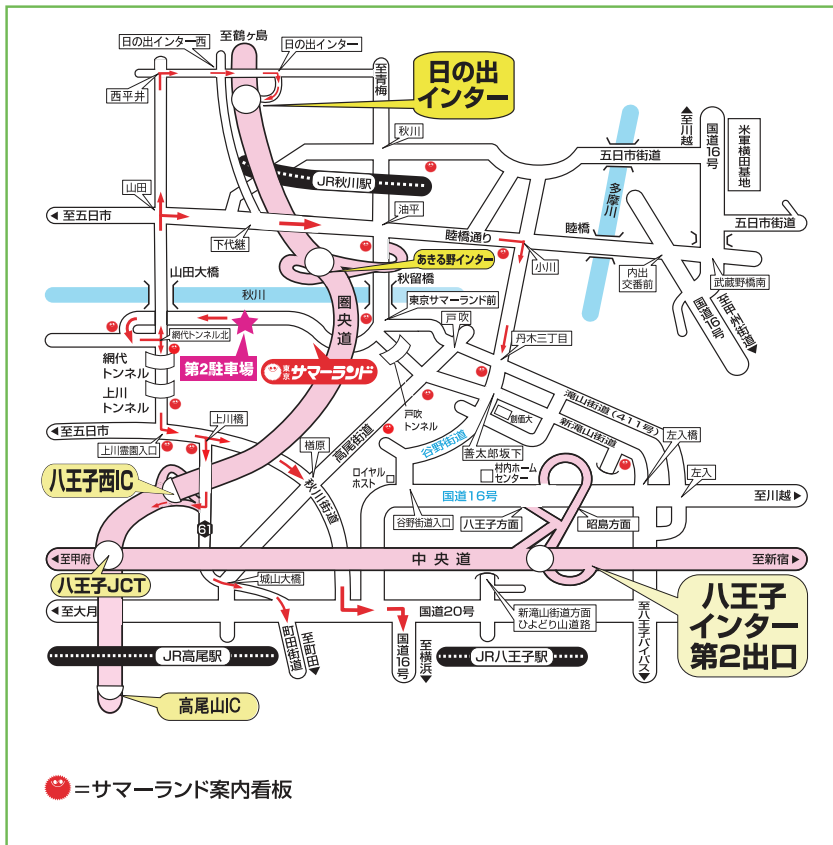 至鶴ヶ島
日の出インター西
日の出インター
至青梅
日の出
インター
西平井
秋川
▲至川越
国道16号
米軍横田基地
五日市街道
JR秋川駅
多摩川
山田
油平
◀至五日市
五日市街道
下代継
睦橋通り
睦橋
小川
山田大橋
あきる野インター
内出
交番前
武蔵野橋南
秋留橋
秋川
圏央道
東京サマーランド前
国道16号
至甲州街道▶
戸吹
網代トンネル北
丹木三丁目
第2駐車場
東京サマーランド
網代
トンネル
上川
トンネル
戸吹
トンネル
滝山街道(411号)
創価大
新滝山街道
高尾街道
谷野街道
上川橋
左入橋
◀至五日市
上川霊園入口
楢原
善太郎坂下
村内ホーム
センター
左入
ロイヤル
ホスト
八王子西IC
秋川街道
国道16号
至川越▶
61
谷野街道入口
八王子方面
昭島方面
◀至甲府
中央道
至新宿▶
八王子JCT
城山大橋
八王子
インター
第2出口
◀至大月
国道20号
新滝山街道方面
ひよどり山道路
町田街道
至町田▼
国道16号
至横浜▼
至八王子バイパス▼
JR高尾駅
JR八王子駅
高尾山IC
=サマーランド案内看板